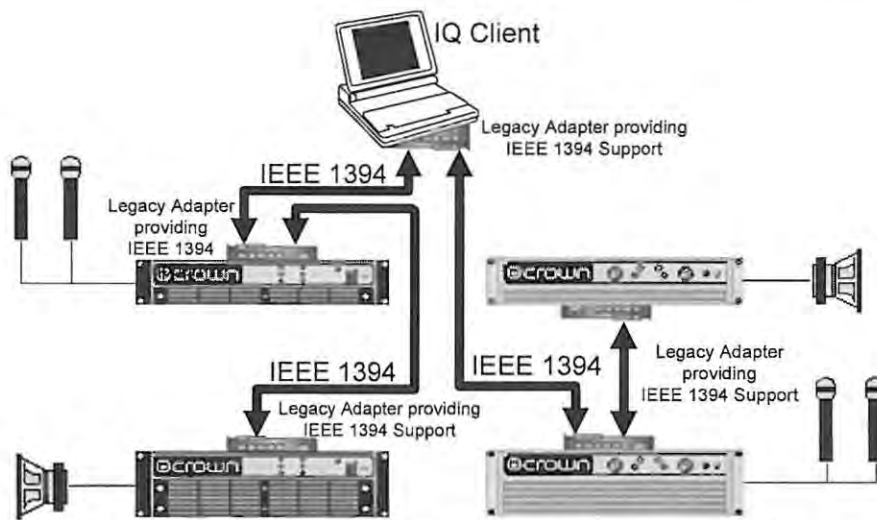 IQ Client
Legacy Adapter providing
IEEE 1394 Support
IEEE 1394
Legacy Adapter
providing
IEEE 1394
crown
crown
IEEE 1394
IEEE 1394
Legacy Adapter
providing
IEEE 1394 Support
Legacy Adapter providing
IEEE 1394 Support
crown
crown